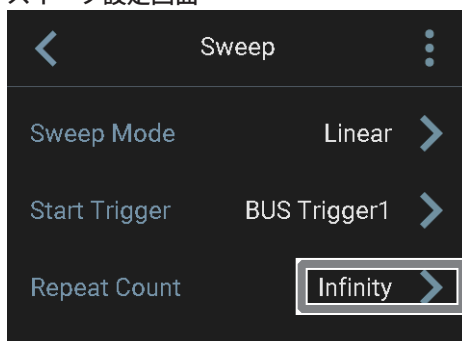 Sweep
Sweep Mode Linear
Start Trigger BUS Trigger1
Repeat Count Infinity